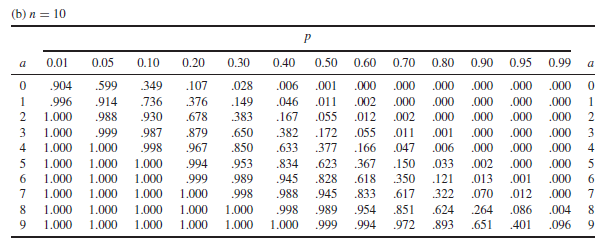 (b) n = 10
p
a 0.01 0.05 0.10 0.20 0.30 0.40 0.50 0.60 0.70 0.80 0.90 0.95 0.99 a
0 .904 .599 .349 .107 .028 .006 .001 .000 .000 .000 .000 .000 .000 0
1 .996 .914 .736 .376 .149 .046 .011 .002 .000 .000 .000 .000 .000 1
2 1.000 .988 .930 .678 .383 .167 .055 .012 .002 .000 .000 .000 .000 2
3 1.000 .999 .987 .879 .650 .382 .172 .055 .011 .001 .000 .000 .000 3
4 1.000 1.000 .998 .967 .850 .633 .377 .166 .047 .006 .000 .000 .000 4
5 1.000 1.000 1.000 .994 .953 .834 .623 .367 .150 .033 .002 .000 .000 5
6 1.000 1.000 1.000 .999 .989 .945 .828 .618 .350 .121 .013 .001 .000 6
7 1.000 1.000 1.000 1.000 .998 .988 .945 .833 .617 .322 .070 .012 .000 7
8 1.000 1.000 1.000 1.000 1.000 .998 .989 .954 .851 .624 .264 .086 .004 8
9 1.000 1.000 1.000 1.000 1.000 1.000 .999 .994 .972 .893 .651 .401 .096 9